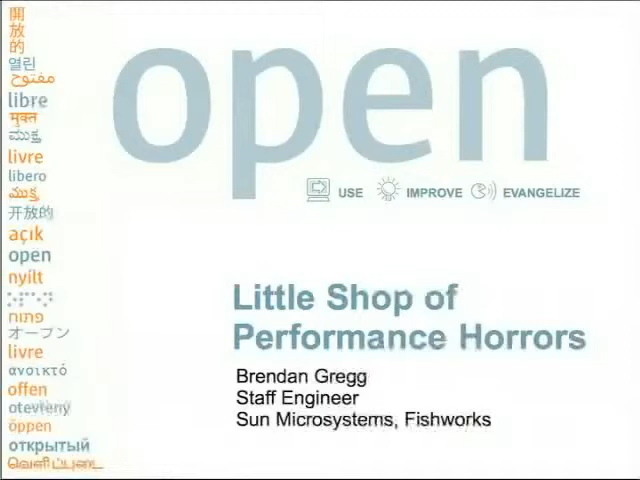 開
放
的
열린
مفتوح
libre
मुक्त
livre
libero
开放的
açık
open
nyílt
פתוח
オープン
livre
ανοικτό
offen
otevřený
öppen
открытый
open
USE IMPROVE EVANGELIZE
Little Shop of
Performance Horrors
Brendan Gregg
Staff Engineer
Sun Microsystems, Fishworks